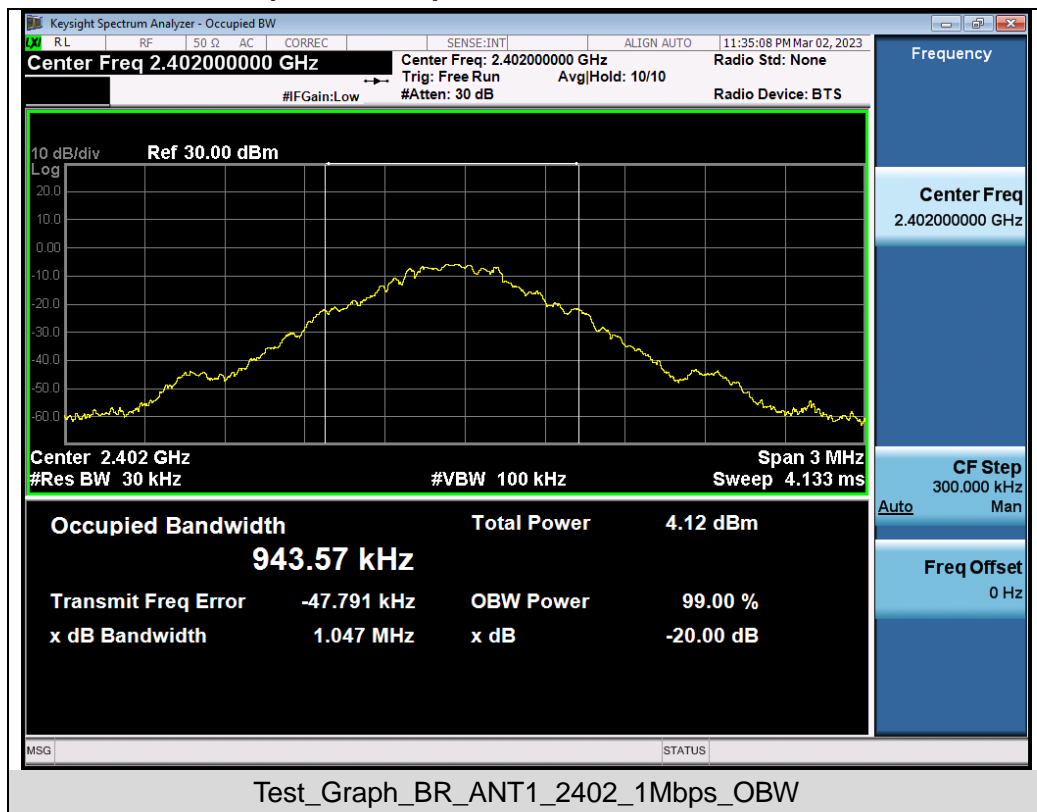 Keysight Spectrum Analyzer - Occupied BW
LXI RL RF 50 Ω AC CORREC SENSE:INT ALIGN AUTO 11:35:08 PM Mar 02, 2023
Center Freq 2.402000000 GHz Center Freq: 2.402000000 GHz Radio Std: None
Trig: Free Run Avg|Hold: 10/10
#IFGain:Low #Atten: 30 dB Radio Device: BTS
10 dB/div Ref 30.00 dBm
Log
20.0
10.0
0.00
-10.0
-20.0
-30.0
-40.0
-50.0
-60.0
Center 2.402 GHz Span 3 MHz
#Res BW 30 kHz #VBW 100 kHz Sweep 4.133 ms
Occupied Bandwidth Total Power 4.12 dBm
943.57 kHz
Transmit Freq Error -47.791 kHz OBW Power 99.00 %
x dB Bandwidth 1.047 MHz x dB -20.00 dB
Frequency
Center Freq
2.402000000 GHz
CF Step
300.000 kHz
Auto Man
Freq Offset
0 Hz
MSG STATUS
Test_Graph_BR_ANT1_2402_1Mbps_OBW